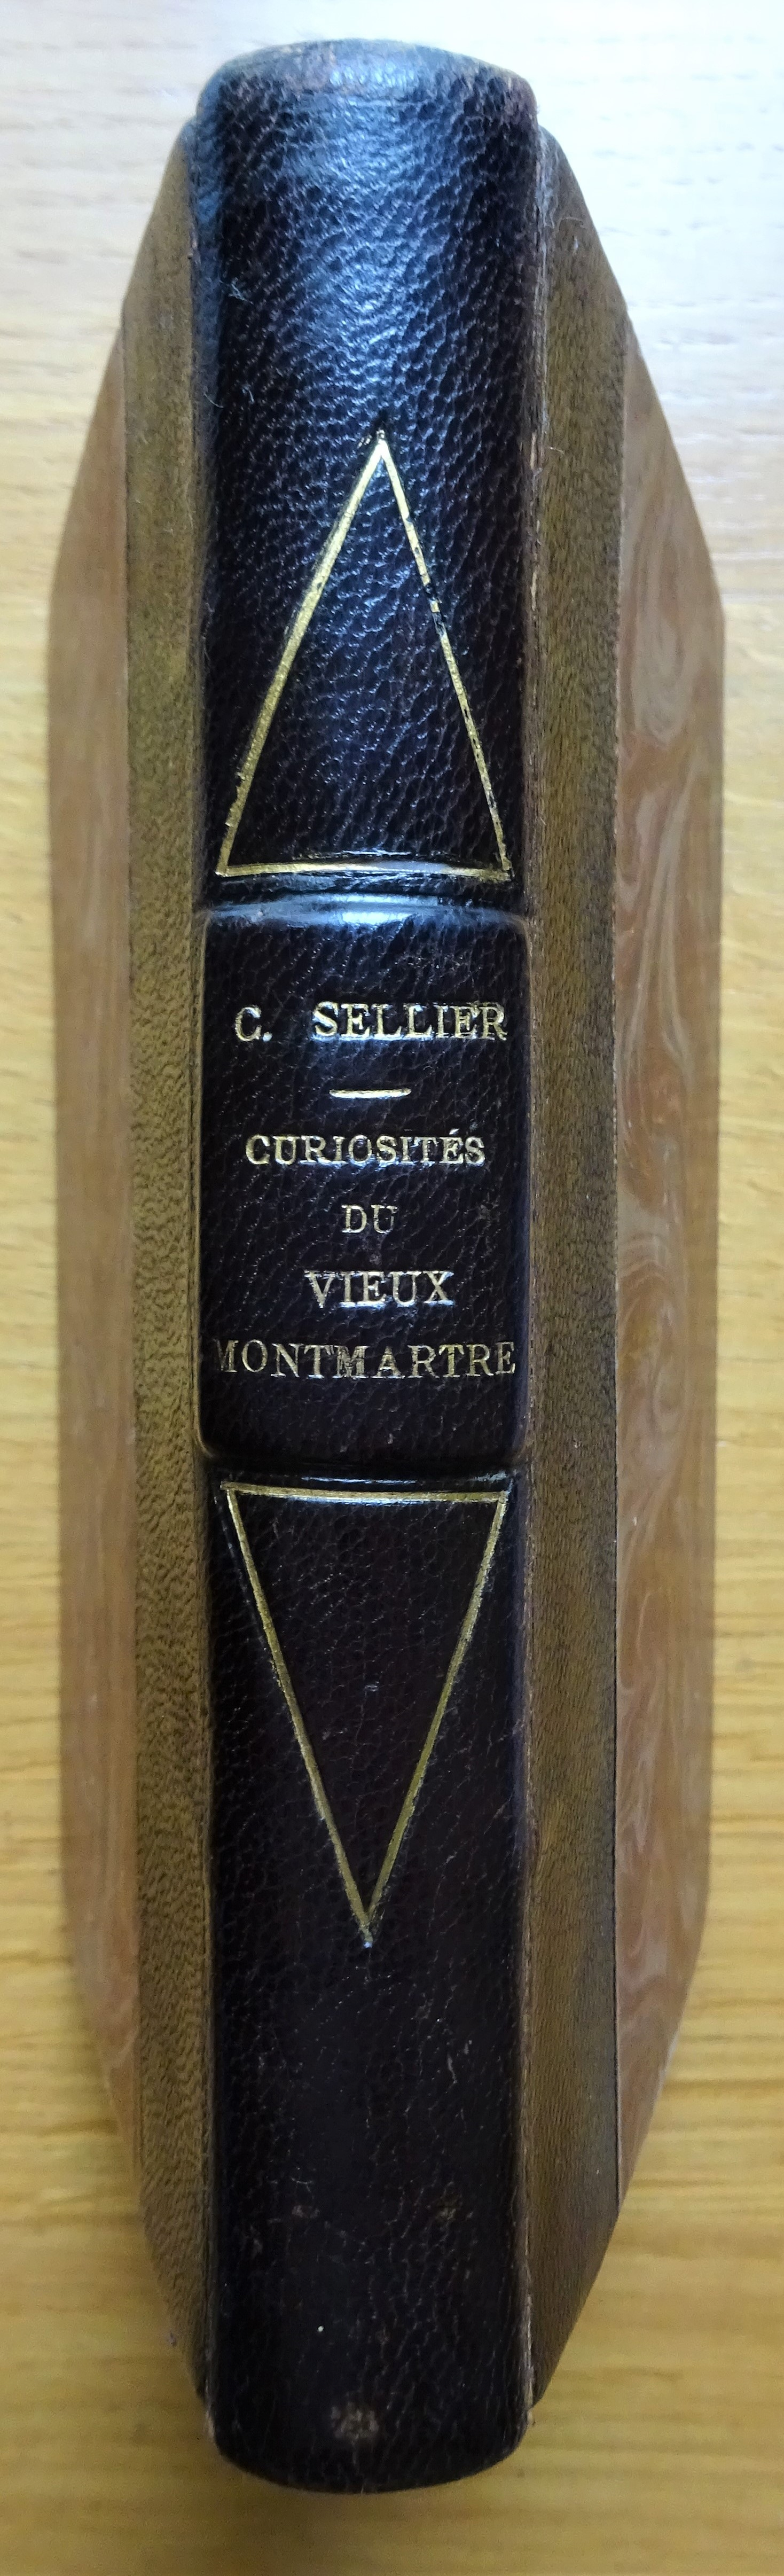 C. SELLIER
CURIOSITÉS
DU
VIEUX
MONTMARTRE